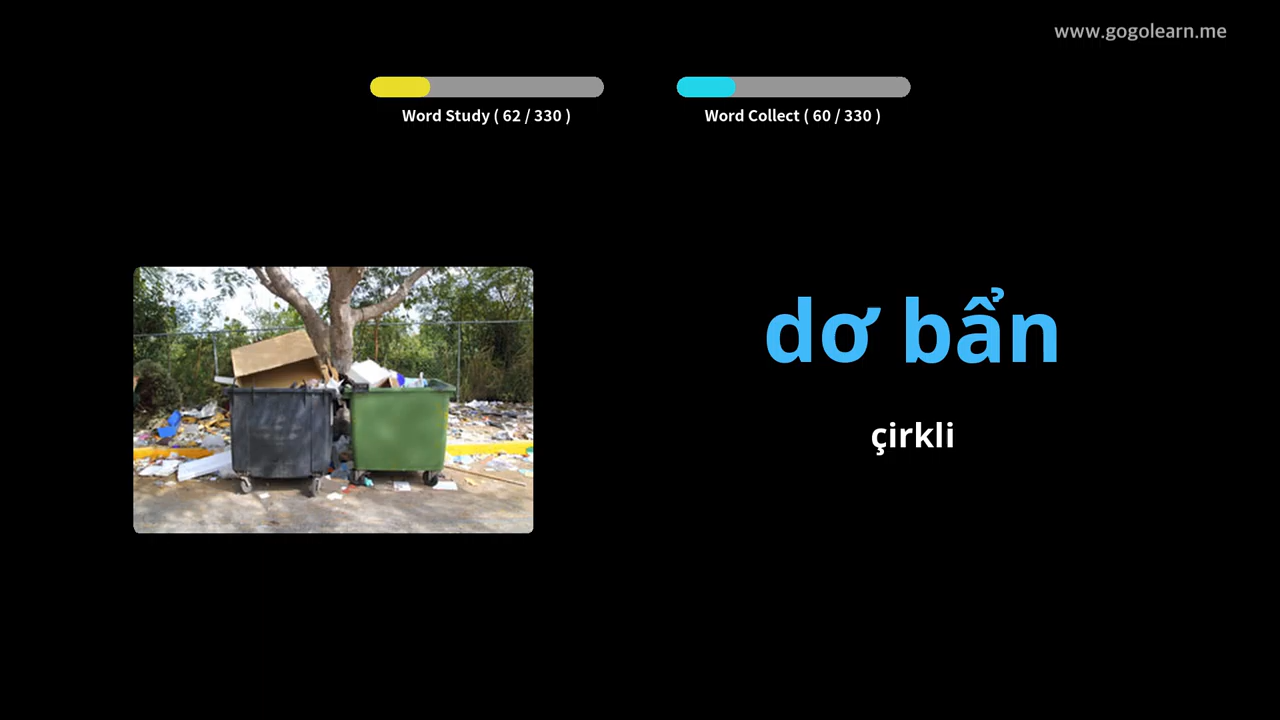 www.gogolearn.me
Word Study ( 62 / 330 )
Word Collect ( 60 / 330 )
dơ bẩn
çirkli